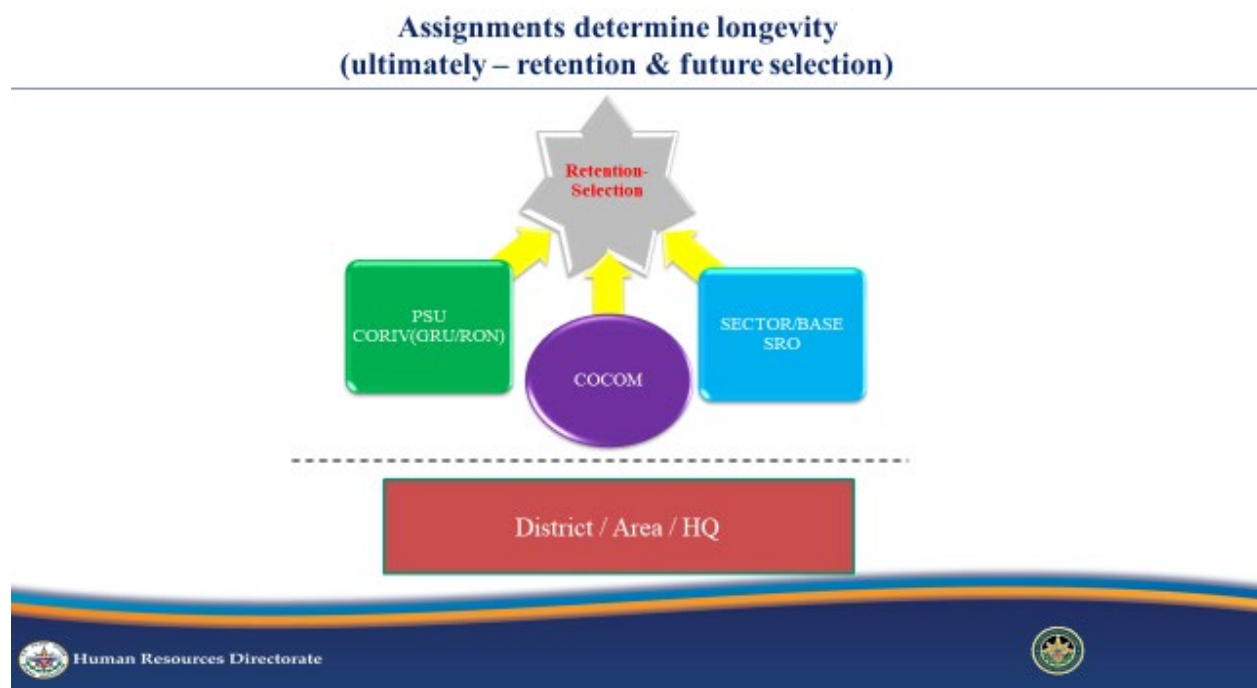 Assignments determine longevity
(ultimately – retention & future selection)
Retention-
Selection
PSU
CORIV(GRU/RON)
COCOM
SECTOR/BASE
SRO
District / Area / HQ
Human Resources Directorate